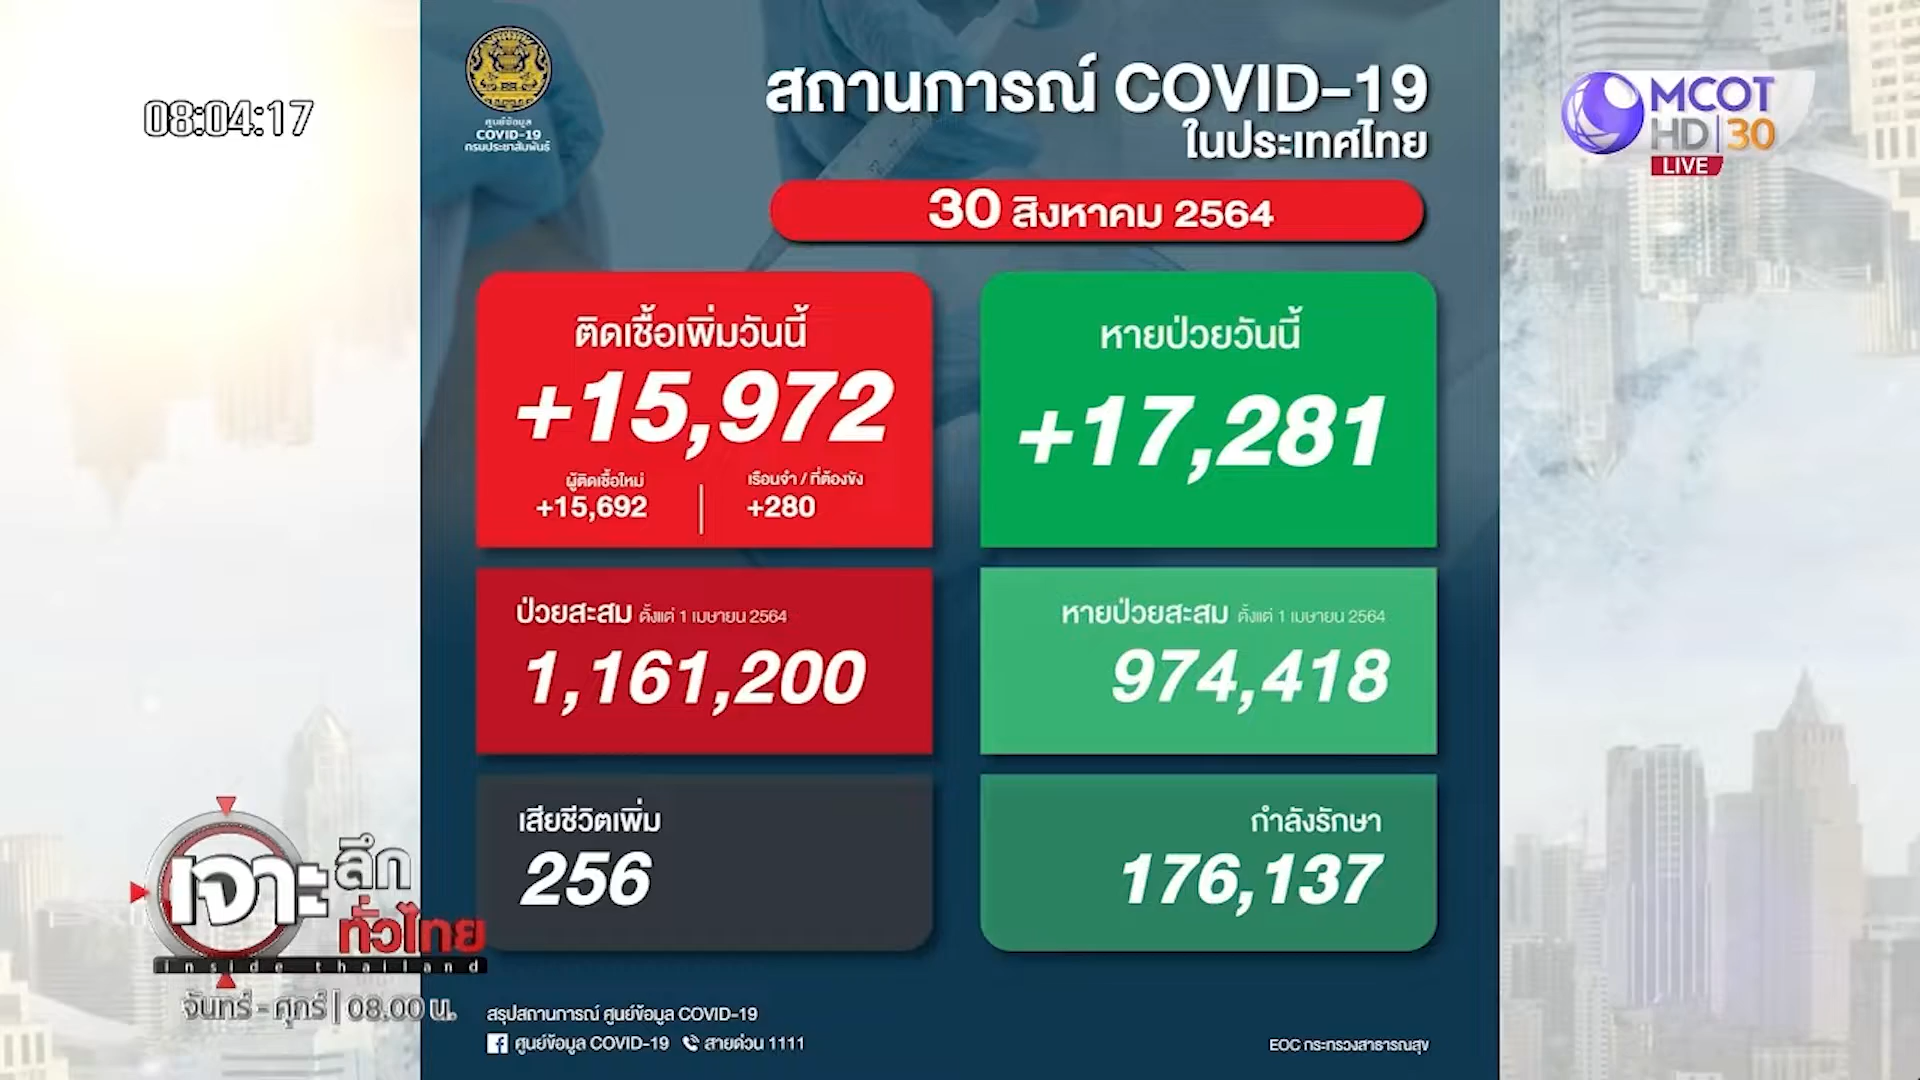 08:04:17
ศูนย์ข้อมูล
COVID-19
กรมประชาสัมพันธ์
สถานการณ์ COVID-19
ในประเทศไทย
30 สิงหาคม 2564
MCOT
HD|30
LIVE
ติดเชื้อเพิ่มวันนี้
+15,972
ผู้ติดเชื้อใหม่
+15,692
เรือนจำ / ที่ต้องขัง
+280
หายป่วยวันนี้
+17,281
ป่วยสะสม ตั้งแต่ 1 เมษายน 2564
1,161,200
หายป่วยสะสม ตั้งแต่ 1 เมษายน 2564
974,418
เสียชีวิตเพิ่ม
256
กำลังรักษา
176,137
เจาะลึก
ทั่วไทย
inside thailand
จันทร์ - ศุกร์ | 08.00 น.
สรุปสถานการณ์ ศูนย์ข้อมูล COVID-19
ศูนย์ข้อมูล COVID-19 สายด่วน 1111
EOC กระทรวงสาธารณสุข